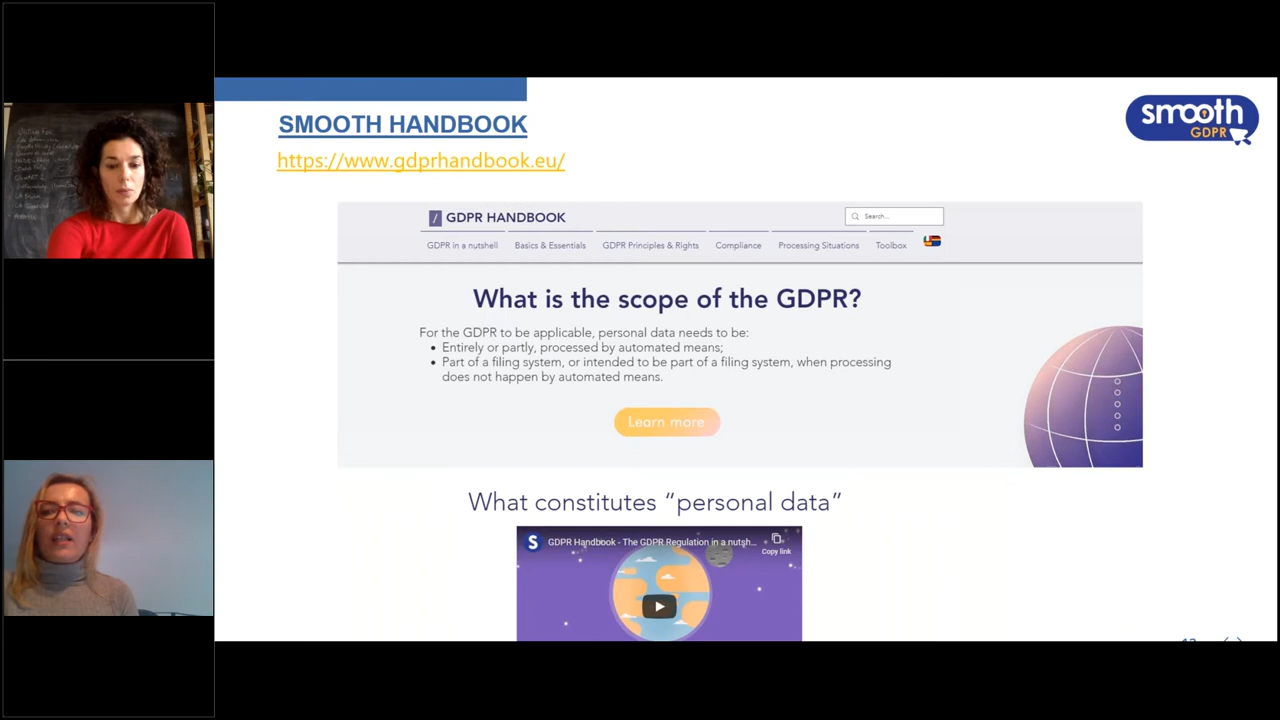 SMOOTH HANDBOOK
https://www.gdprhandbook.eu/
smooth
GDPR
/ GDPR HANDBOOK
Search...
GDPR in a nutshell
Basics & Essentials
GDPR Principles & Rights
Compliance
Processing Situations
Toolbox
What is the scope of the GDPR?
For the GDPR to be applicable, personal data needs to be:
• Entirely or partly, processed by automated means;
• Part of a filing system, or intended to be part of a filing system, when processing
does not happen by automated means.
Learn more
What constitutes “personal data”
S
GDPR Handbook - The GDPR Regulation in a nutsh...
Copy link